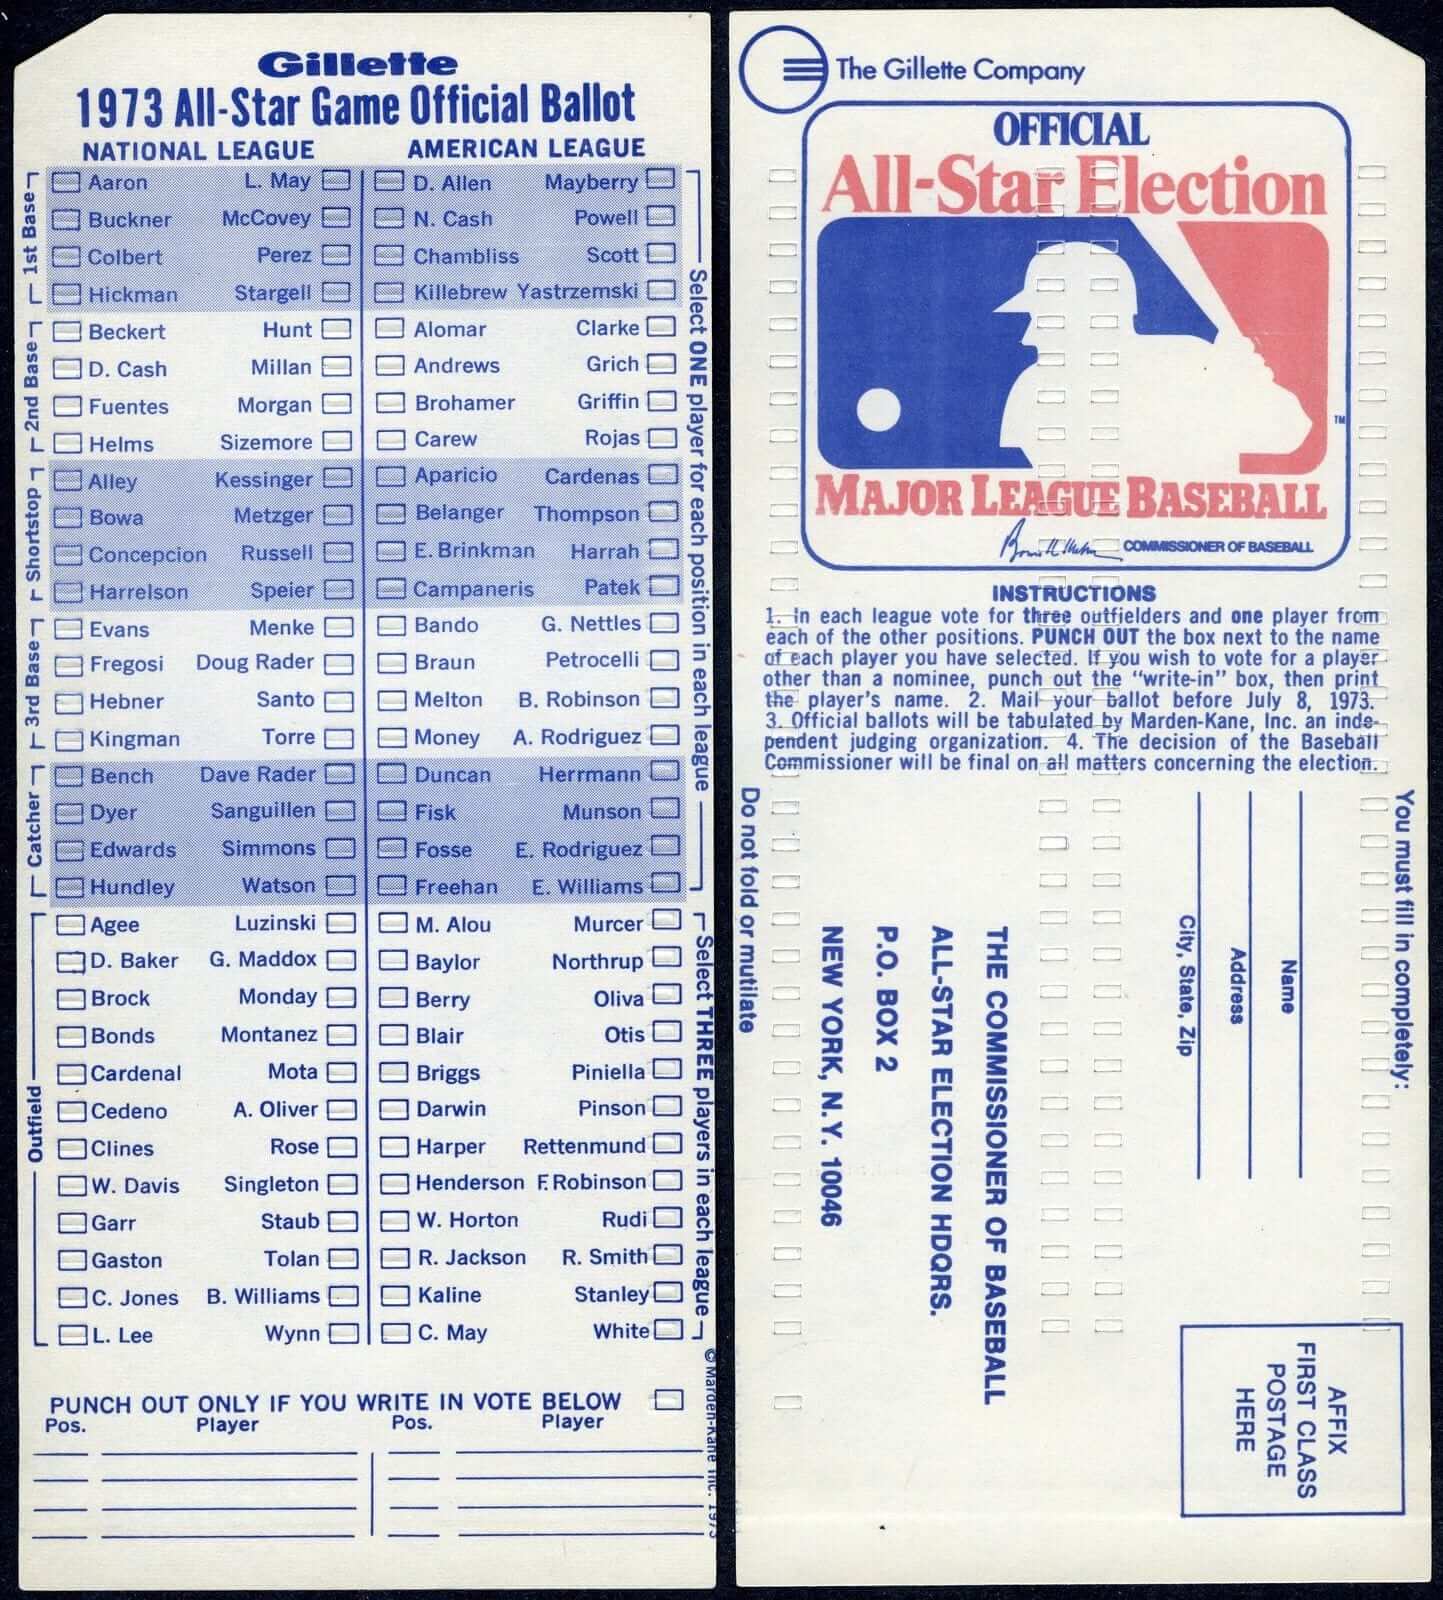 Gillette
1973 All-Star Game Official Ballot
NATIONAL LEAGUE AMERICAN LEAGUE
1st Base
Aaron L. May D. Allen Mayberry
Buckner McCovey N. Cash Powell
Colbert Perez Chambliss Scott
Hickman Stargell Killebrew Yastrzemski
2nd Base
Beckert Hunt Alomar Clarke
D. Cash Millan Andrews Grich
Fuentes Morgan Brohamer Griffin
Helms Sizemore Carew Rojas
Shortstop
Alley Kessinger Aparicio Cardenas
Bowa Metzger Belanger Thompson
Concepcion Russell E. Brinkman Harrah
Harrelson Speier Campaneris Patek
3rd Base
Evans Menke Bando G. Nettles
Fregosi Doug Rader Braun Petrocelli
Hebner Santo Melton B. Robinson
Kingman Torre Money A. Rodriguez
Catcher
Bench Dave Rader Duncan Herrmann
Dyer Sanguillen Fisk Munson
Edwards Simmons Fosse E. Rodriguez
Hundley Watson Freehan E. Williams
Select ONE player for each position in each league
Outfield
Agee Luzinski M. Alou Murcer
D. Baker G. Maddox Baylor Northrup
Brock Monday Berry Oliva
Bonds Montanez Blair Otis
Cardenal Mota Briggs Piniella
Cedeno A. Oliver Darwin Pinson
Clines Rose Harper Rettenmund
W. Davis Singleton Henderson F. Robinson
Garr Staub W. Horton Rudi
Gaston Tolan R. Jackson R. Smith
C. Jones B. Williams Kaline Stanley
L. Lee Wynn C. May White
Select THREE players in each league
© Marden-Kane Inc. 1973
PUNCH OUT ONLY IF YOU WRITE IN VOTE BELOW
Pos. Player Pos. Player
The Gillette Company
OFFICIAL
All-Star Election
TM
MAJOR LEAGUE BASEBALL
COMMISSIONER OF BASEBALL
INSTRUCTIONS
1. In each league vote for three outfielders and one player from
each of the other positions. PUNCH OUT the box next to the name
of each player you have selected. If you wish to vote for a player
other than a nominee, punch out the "write-in" box, then print
the player's name. 2. Mail your ballot before July 8, 1973.
3. Official ballots will be tabulated by Marden-Kane, Inc. an inde-
pendent judging organization. 4. The decision of the Baseball
Commissioner will be final on all matters concerning the election.
Do not fold or mutilate
You must fill in completely:
Name
Address
City, State, Zip
THE COMMISSIONER OF BASEBALL
ALL-STAR ELECTION HDQRS.
P.O. BOX 2
NEW YORK, N.Y. 10046
AFFIX
FIRST CLASS
POSTAGE
HERE